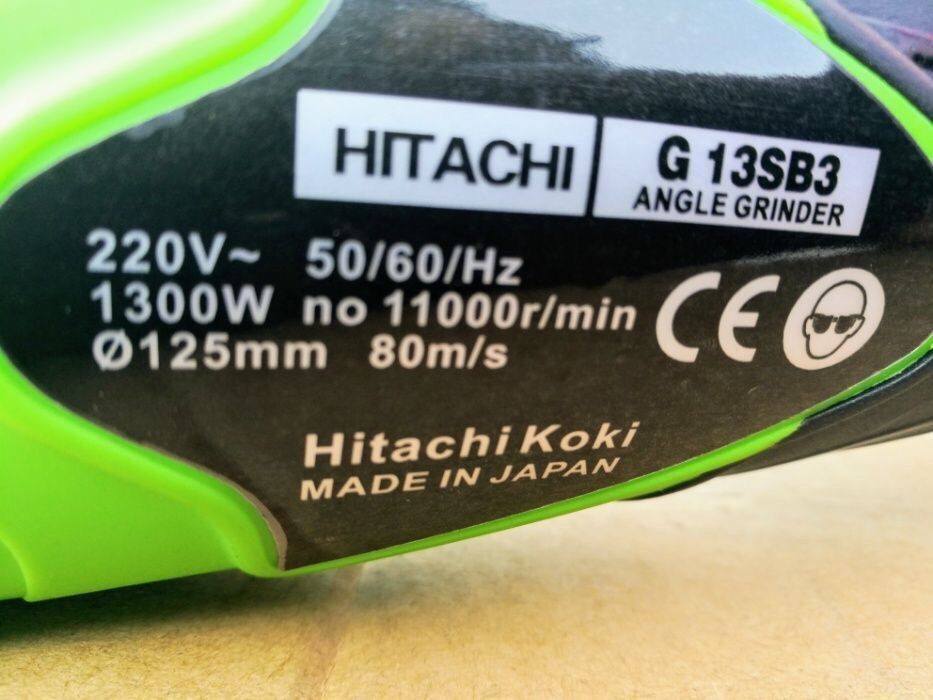 HITACHI
G 13SB3
ANGLE GRINDER
220V~ 50/60/Hz
1300W no 11000r/min
Ø125mm 80m/s
CE
Hitachi Koki
MADE IN JAPAN